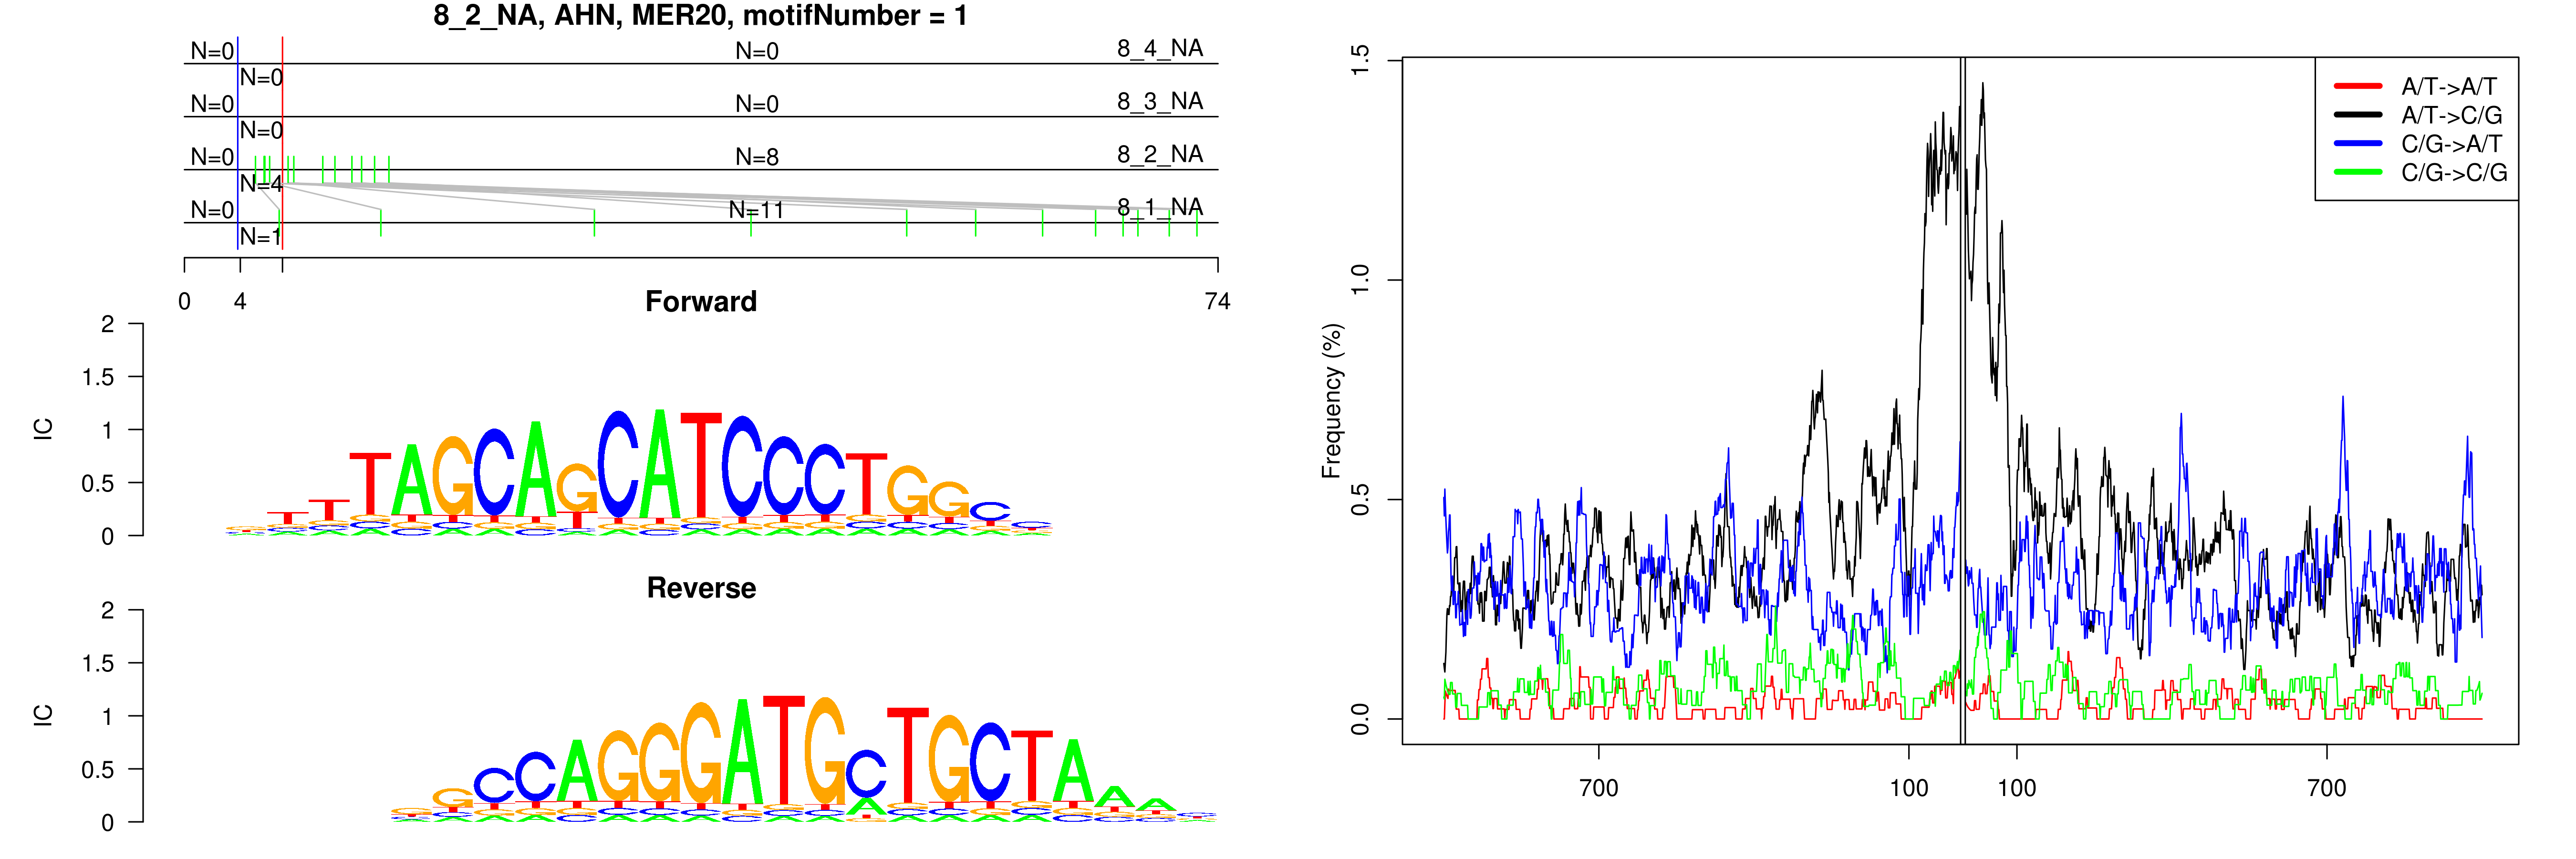 8_2_NA, AHN, MER20, motifNumber = 1
N=0 N=0 8_4_NA
N=0
N=0 N=0 8_3_NA
N=0
N=0 N=8 8_2_NA
N=4
N=0 N=11 8_1_NA
N=1
0 4 74
Forward
2
1.5
1
0.5
0
IC
TTTAGCAGCATCCCTGGC
Reverse
2
1.5
1
0.5
0
IC
GCCAGGGATGCTGCTAAA
1.5
1.0
0.5
0.0
Frequency (%)
A/T->A/T
A/T->C/G
C/G->A/T
C/G->C/G
700 100 100 700